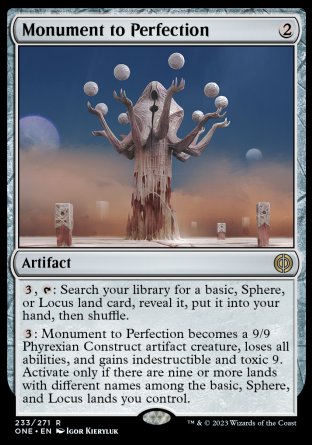 Monument to Perfection 2
Artifact
3, T: Search your library for a basic, Sphere,
or Locus land card, reveal it, put it into
your hand, then shuffle.
3: Monument to Perfection becomes a 9/9
Phyrexian Construct artifact creature, loses all
abilities, and gains indestructible and toxic 9.
Activate only if there are nine or more lands
with different names among the basic, Sphere,
and Locus lands you control.
233/271 R
ONE • EN Igor Kieryluk
™ & © 2023 Wizards of the Coast